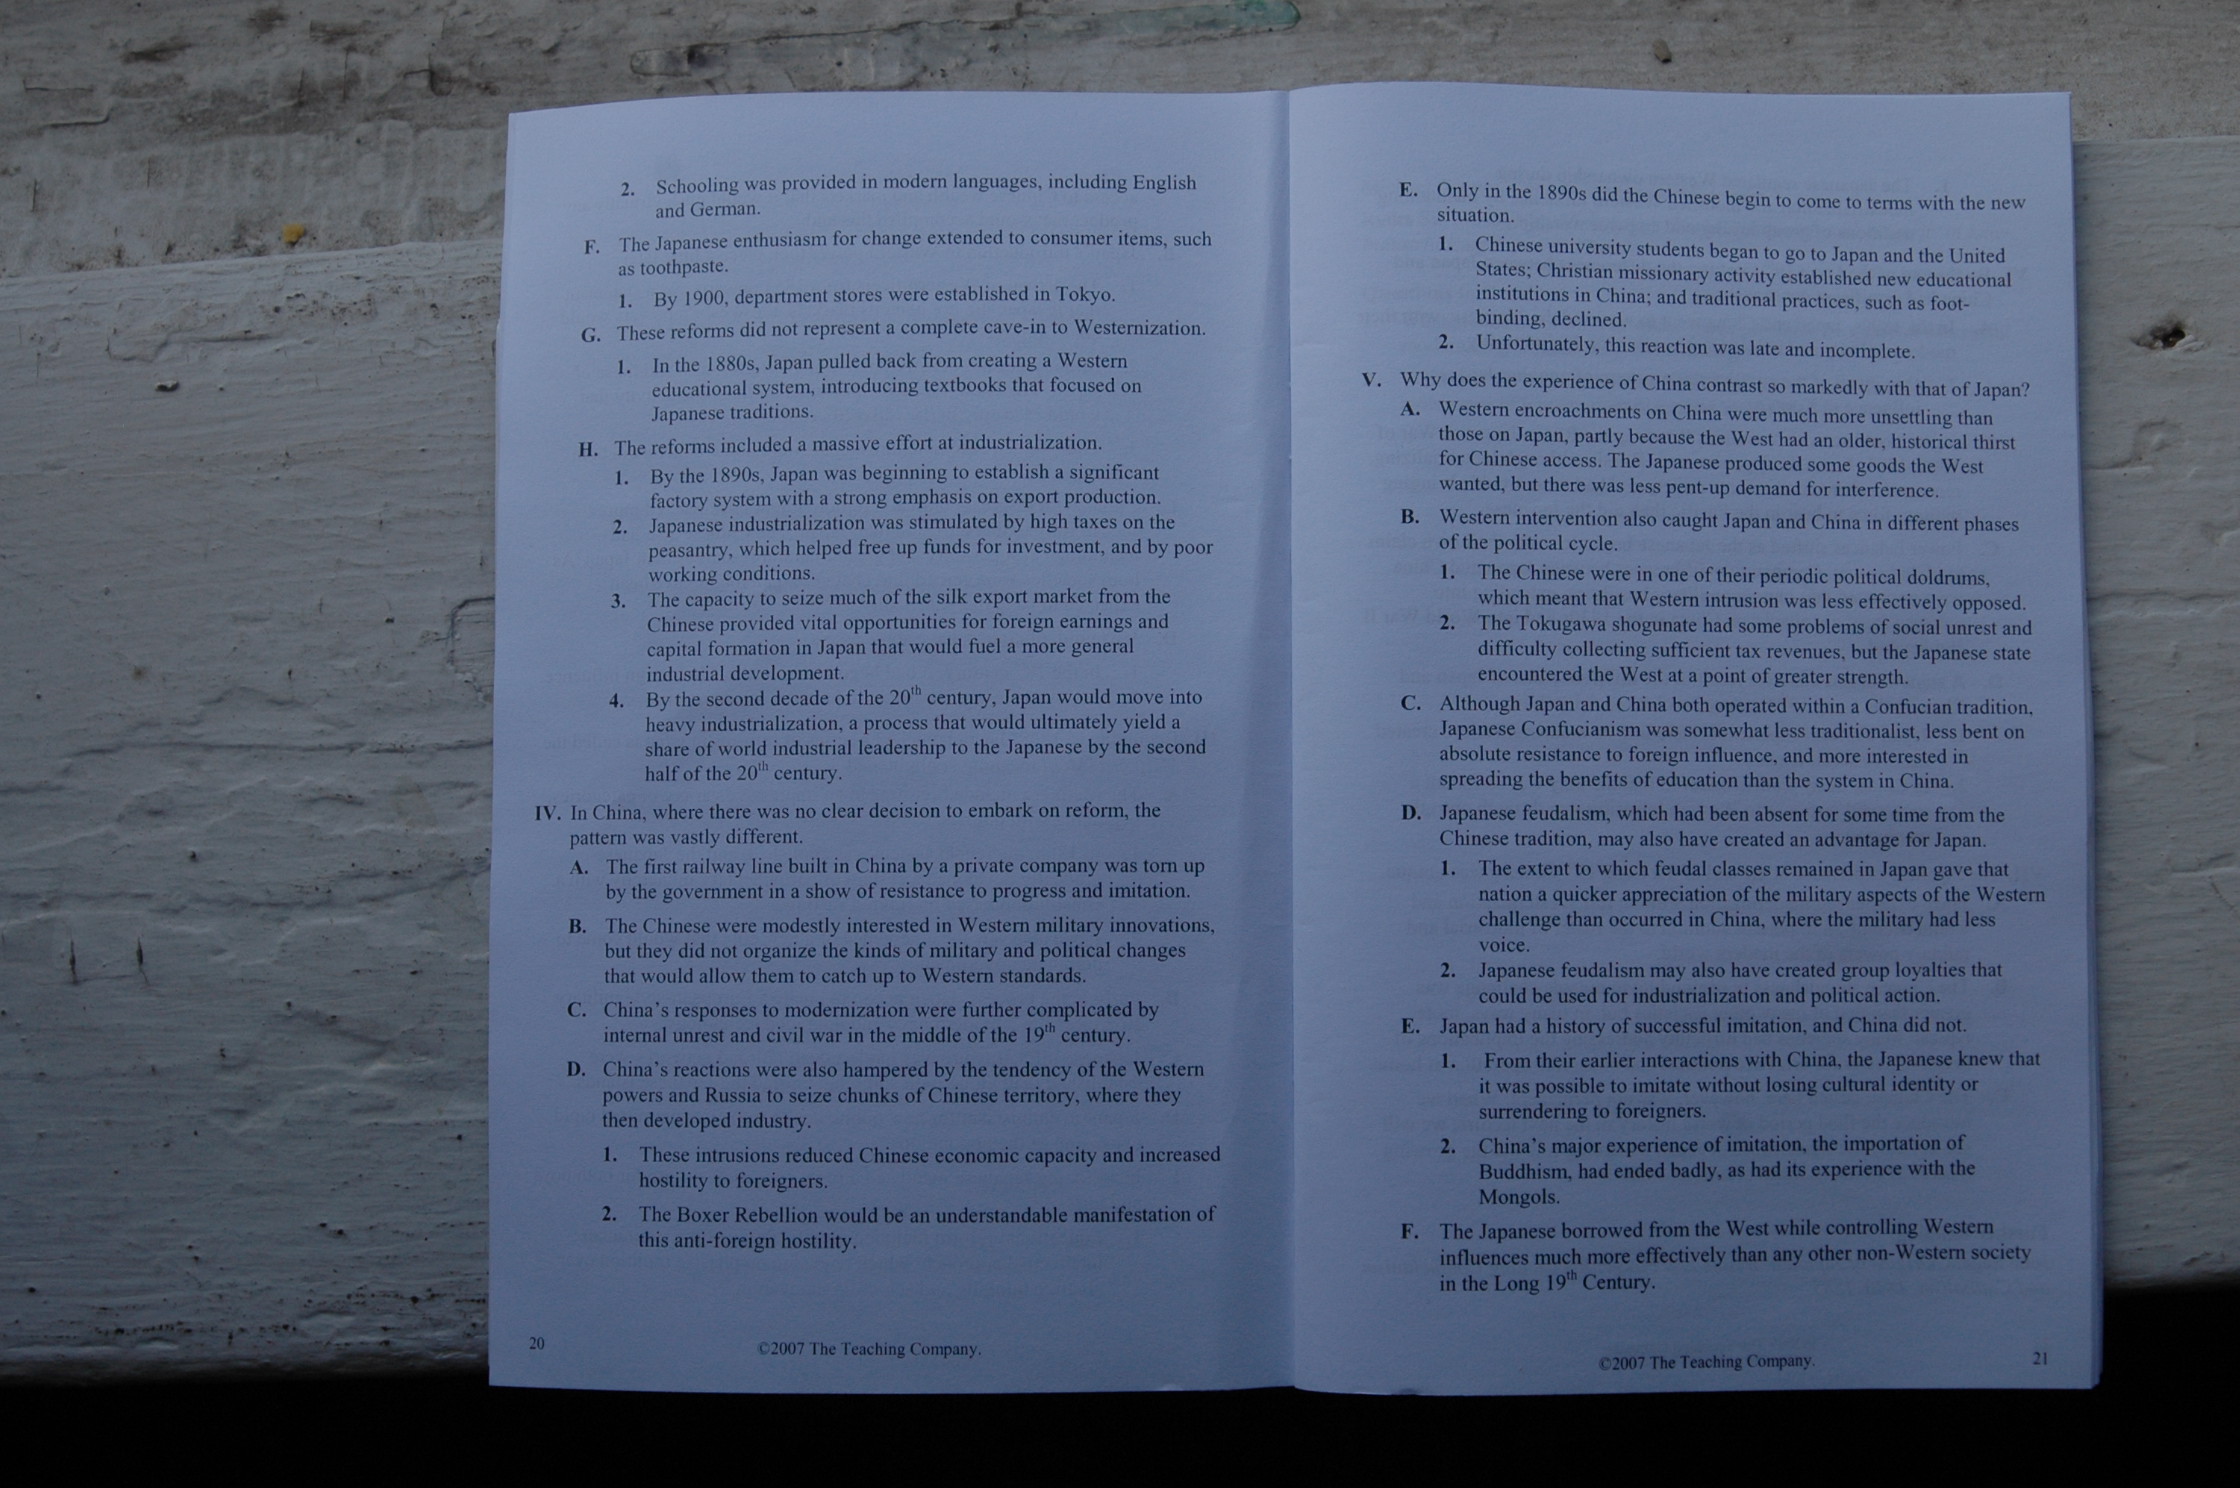 2. Schooling was provided in modern languages, including English
and German.
F. The Japanese enthusiasm for change extended to consumer items, such
as toothpaste.
1. By 1900, department stores were established in Tokyo.
G. These reforms did not represent a complete cave-in to Westernization.
1. In the 1880s, Japan pulled back from creating a Western
educational system, introducing textbooks that focused on
Japanese traditions.
H. The reforms included a massive effort at industrialization.
1. By the 1890s, Japan was beginning to establish a significant
factory system with a strong emphasis on export production.
2. Japanese industrialization was stimulated by high taxes on the
peasantry, which helped free up funds for investment, and by poor
working conditions.
3. The capacity to seize much of the silk export market from the
Chinese provided vital opportunities for foreign earnings and
capital formation in Japan that would fuel a more general
industrial development.
4. By the second decade of the 20th century, Japan would move into
heavy industrialization, a process that would ultimately yield a
share of world industrial leadership to the Japanese by the second
half of the 20th century.
IV. In China, where there was no clear decision to embark on reform, the
pattern was vastly different.
A. The first railway line built in China by a private company was torn up
by the government in a show of resistance to progress and imitation.
B. The Chinese were modestly interested in Western military innovations,
but they did not organize the kinds of military and political changes
that would allow them to catch up to Western standards.
C. China's responses to modernization were further complicated by
internal unrest and civil war in the middle of the 19th century.
D. China's reactions were also hampered by the tendency of the Western
powers and Russia to seize chunks of Chinese territory, where they
then developed industry.
1. These intrusions reduced Chinese economic capacity and increased
hostility to foreigners.
2. The Boxer Rebellion would be an understandable manifestation of
this anti-foreign hostility.
20
©2007 The Teaching Company.
E. Only in the 1890s did the Chinese begin to come to terms with the new
situation.
1. Chinese university students began to go to Japan and the United
States; Christian missionary activity established new educational
institutions in China; and traditional practices, such as foot-
binding, declined.
2. Unfortunately, this reaction was late and incomplete.
V. Why does the experience of China contrast so markedly with that of Japan?
A. Western encroachments on China were much more unsettling than
those on Japan, partly because the West had an older, historical thirst
for Chinese access. The Japanese produced some goods the West
wanted, but there was less pent-up demand for interference.
B. Western intervention also caught Japan and China in different phases
of the political cycle.
1. The Chinese were in one of their periodic political doldrums,
which meant that Western intrusion was less effectively opposed.
2. The Tokugawa shogunate had some problems of social unrest and
difficulty collecting sufficient tax revenues, but the Japanese state
encountered the West at a point of greater strength.
C. Although Japan and China both operated within a Confucian tradition,
Japanese Confucianism was somewhat less traditionalist, less bent on
absolute resistance to foreign influence, and more interested in
spreading the benefits of education than the system in China.
D. Japanese feudalism, which had been absent for some time from the
Chinese tradition, may also have created an advantage for Japan.
1. The extent to which feudal classes remained in Japan gave that
nation a quicker appreciation of the military aspects of the Western
challenge than occurred in China, where the military had less
voice.
2. Japanese feudalism may also have created group loyalties that
could be used for industrialization and political action.
E. Japan had a history of successful imitation, and China did not.
1. From their earlier interactions with China, the Japanese knew that
it was possible to imitate without losing cultural identity or
surrendering to foreigners.
2. China's major experience of imitation, the importation of
Buddhism, had ended badly, as had its experience with the
Mongols.
F. The Japanese borrowed from the West while controlling Western
influences much more effectively than any other non-Western society
in the Long 19th Century.
©2007 The Teaching Company.
21